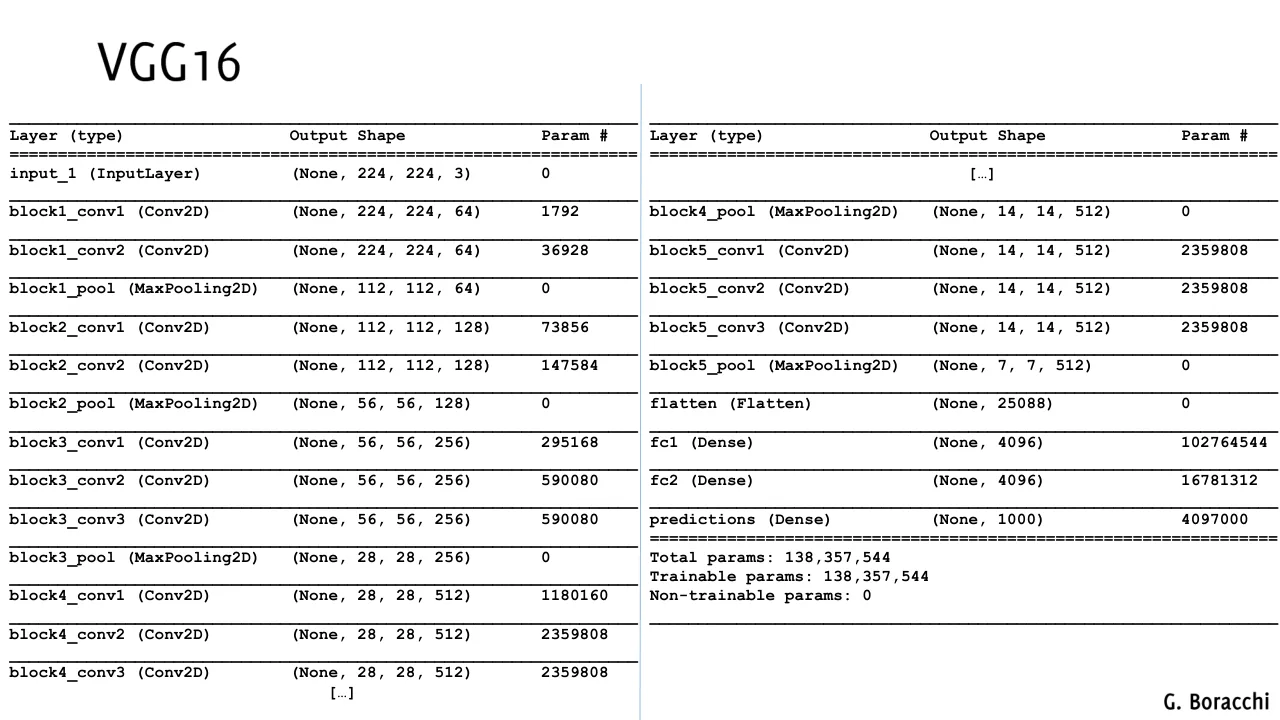 VGG16
Layer (type) Output Shape Param #
=================================================================
input_1 (InputLayer) (None, 224, 224, 3) 0
block1_conv1 (Conv2D) (None, 224, 224, 64) 1792
block1_conv2 (Conv2D) (None, 224, 224, 64) 36928
block1_pool (MaxPooling2D) (None, 112, 112, 64) 0
block2_conv1 (Conv2D) (None, 112, 112, 128) 73856
block2_conv2 (Conv2D) (None, 112, 112, 128) 147584
block2_pool (MaxPooling2D) (None, 56, 56, 128) 0
block3_conv1 (Conv2D) (None, 56, 56, 256) 295168
block3_conv2 (Conv2D) (None, 56, 56, 256) 590080
block3_conv3 (Conv2D) (None, 56, 56, 256) 590080
block3_pool (MaxPooling2D) (None, 28, 28, 256) 0
block4_conv1 (Conv2D) (None, 28, 28, 512) 1180160
block4_conv2 (Conv2D) (None, 28, 28, 512) 2359808
block4_conv3 (Conv2D) (None, 28, 28, 512) 2359808
[…]
Layer (type) Output Shape Param #
=================================================================
[…]
block4_pool (MaxPooling2D) (None, 14, 14, 512) 0
block5_conv1 (Conv2D) (None, 14, 14, 512) 2359808
block5_conv2 (Conv2D) (None, 14, 14, 512) 2359808
block5_conv3 (Conv2D) (None, 14, 14, 512) 2359808
block5_pool (MaxPooling2D) (None, 7, 7, 512) 0
flatten (Flatten) (None, 25088) 0
fc1 (Dense) (None, 4096) 102764544
fc2 (Dense) (None, 4096) 16781312
predictions (Dense) (None, 1000) 4097000
=================================================================
Total params: 138,357,544
Trainable params: 138,357,544
Non-trainable params: 0
G. Boracchi